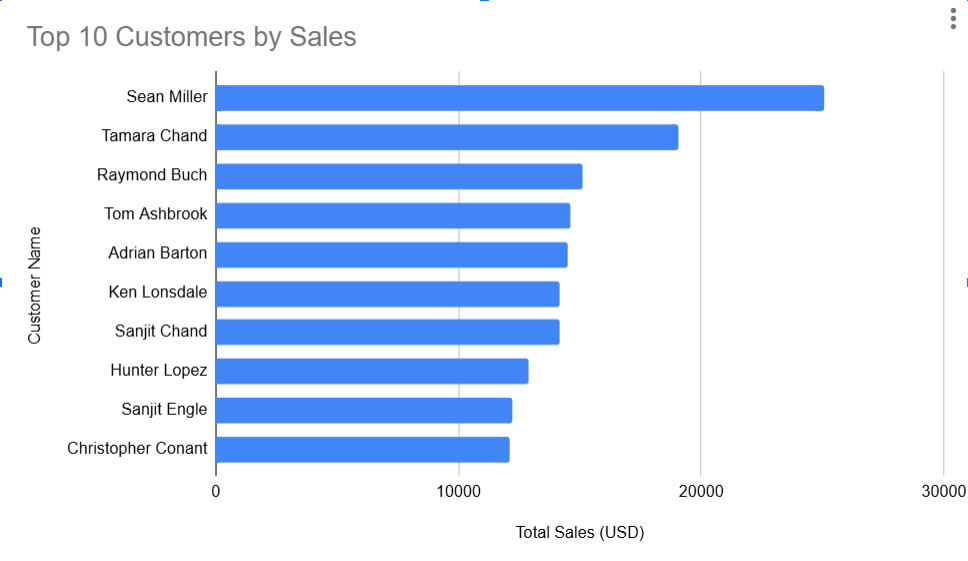 Top 10 Customers by Sales
Customer Name
Sean Miller
Tamara Chand
Raymond Buch
Tom Ashbrook
Adrian Barton
Ken Lonsdale
Sanjit Chand
Hunter Lopez
Sanjit Engle
Christopher Conant
0 10000 20000 30000
Total Sales (USD)